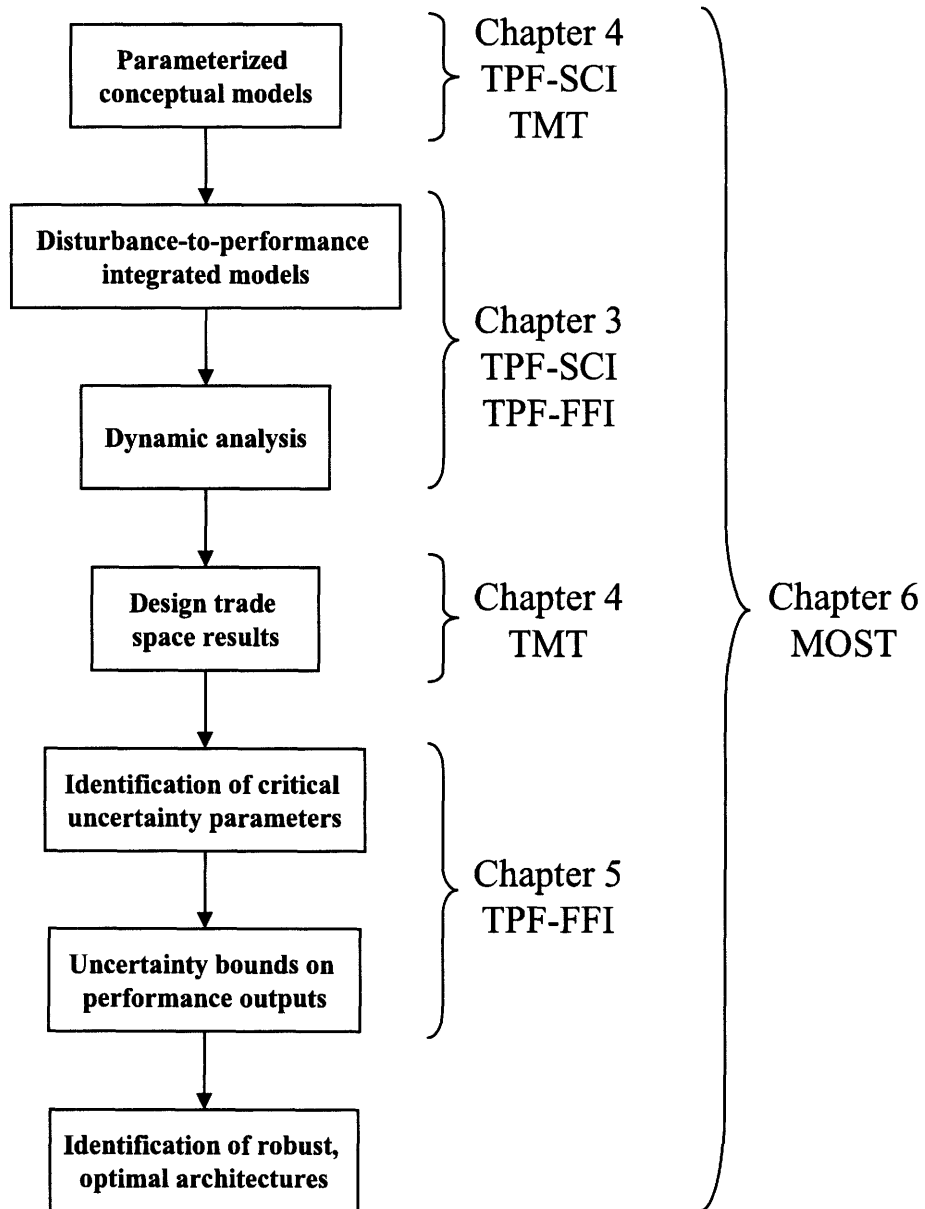 Parameterized
conceptual models
Chapter 4
TPF-SCI
TMT
Disturbance-to-performance
integrated models
Dynamic analysis
Chapter 3
TPF-SCI
TPF-FFI
Design trade
space results
Chapter 4
TMT
Chapter 6
MOST
Identification of critical
uncertainty parameters
Uncertainty bounds on
performance outputs
Chapter 5
TPF-FFI
Identification of robust,
optimal architectures